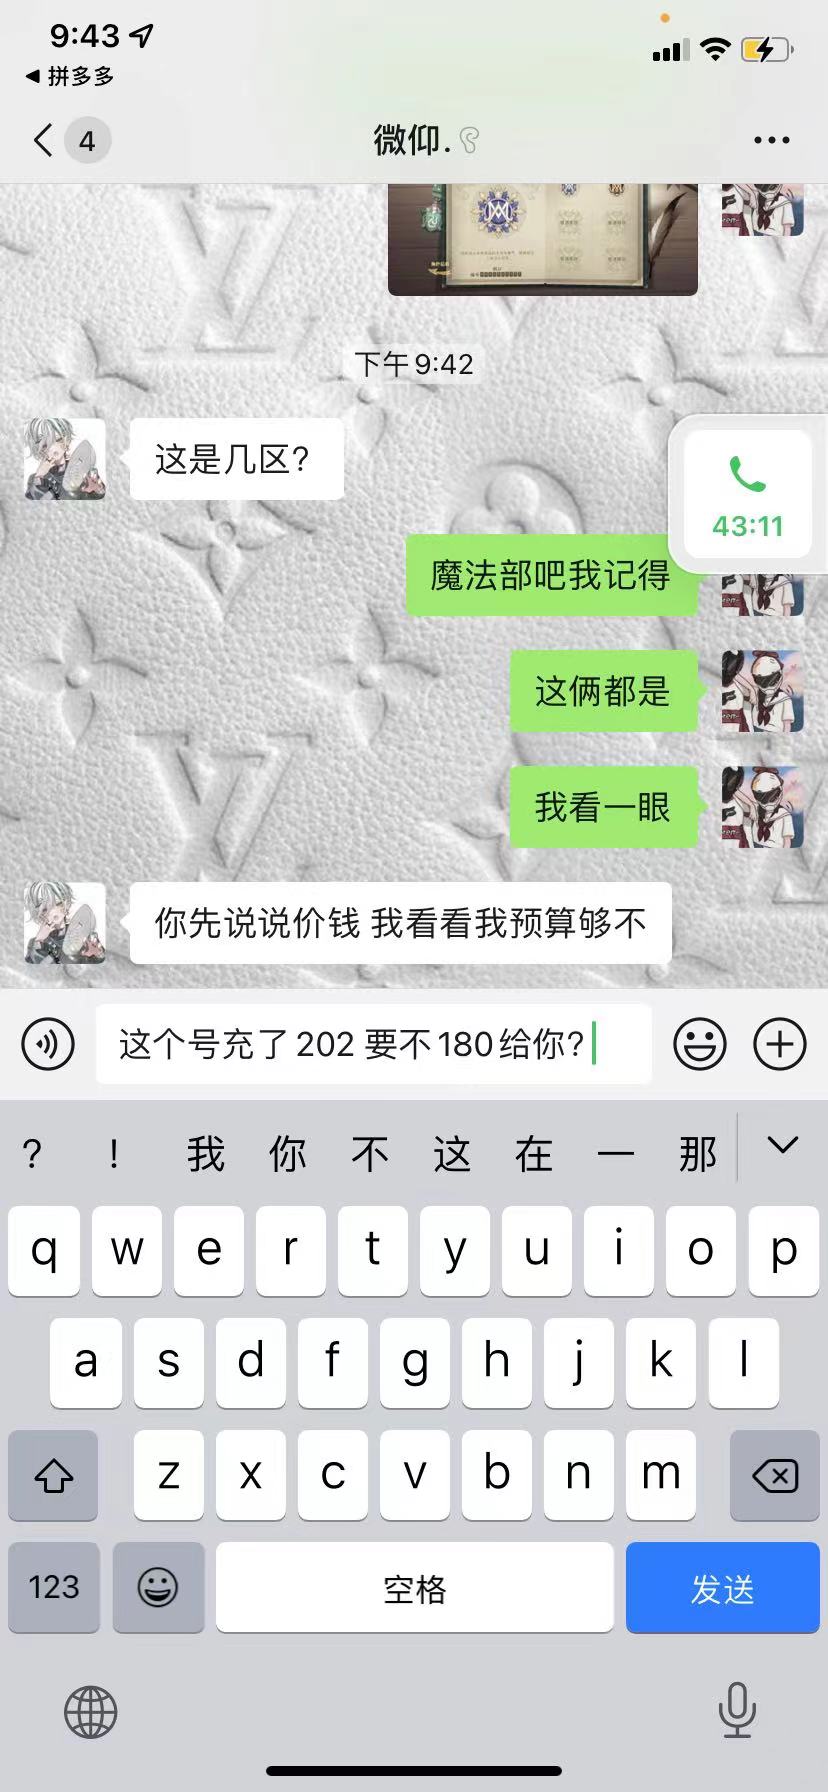 9:43
拼多多
4
微仰.
下午9:42
这是几区?
43:11
魔法部吧我记得
这俩都是
我看一眼
你先说说价钱 我看看我预算够不
这个号充了202 要不180给你?
? ! 我 你 不 这 在 一 那
q w e r t y u i o p
a s d f g h j k l
z x c v b n m
123 空格 发送